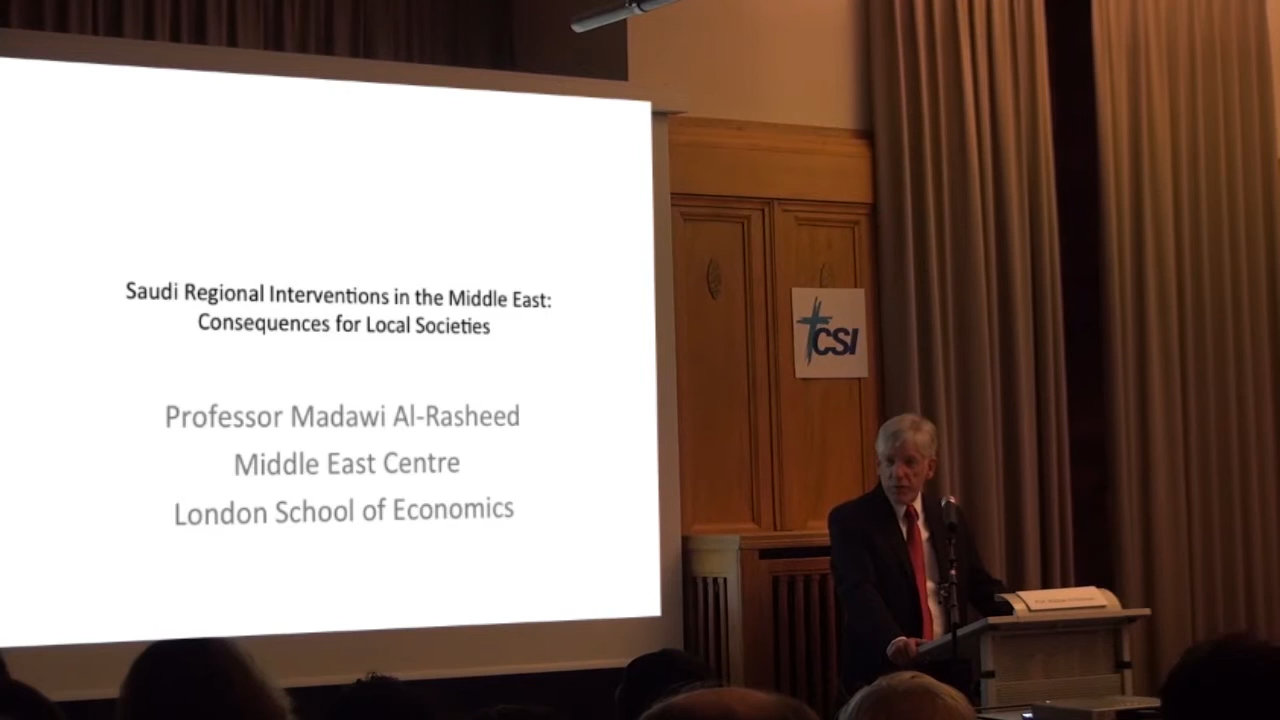 Saudi Regional Interventions in the Middle East:
Consequences for Local Societies
Professor Madawi Al-Rasheed
Middle East Centre
London School of Economics
CSI